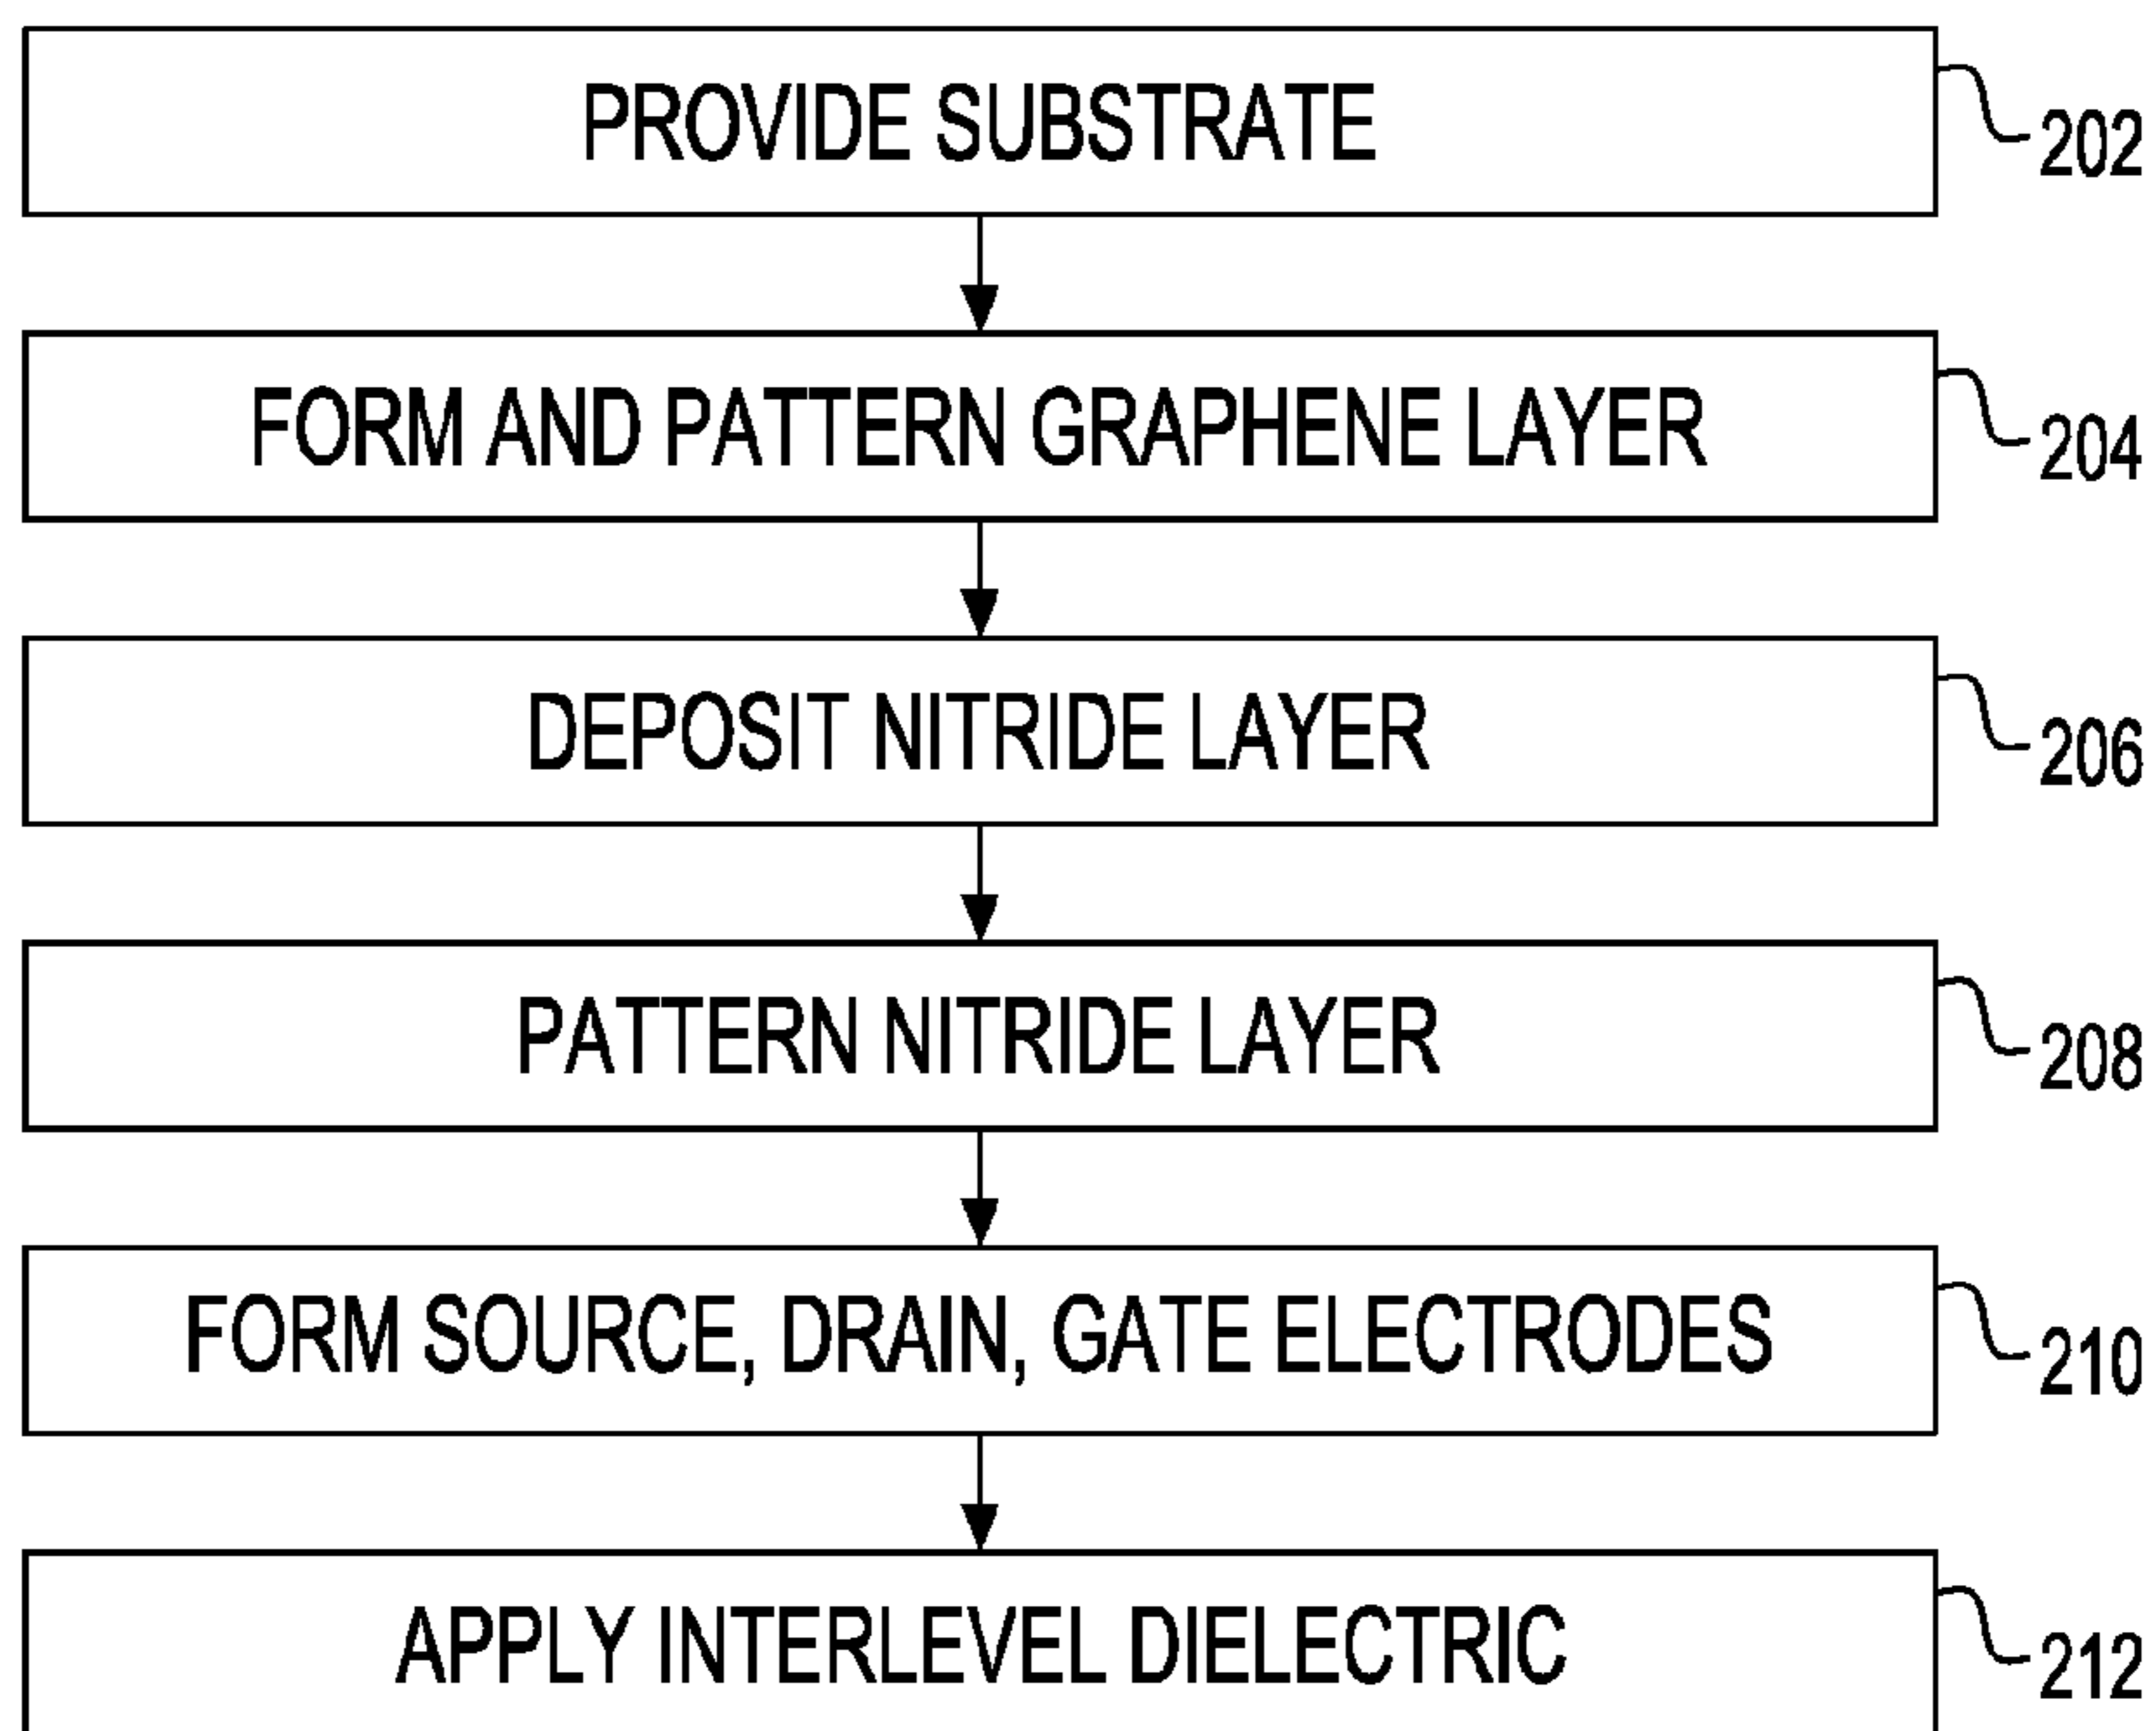 PROVIDE SUBSTRATE
202
FORM AND PATTERN GRAPHENE LAYER
204
DEPOSIT NITRIDE LAYER
206
PATTERN NITRIDE LAYER
208
FORM SOURCE, DRAIN, GATE ELECTRODES
210
APPLY INTERLEVEL DIELECTRIC
212